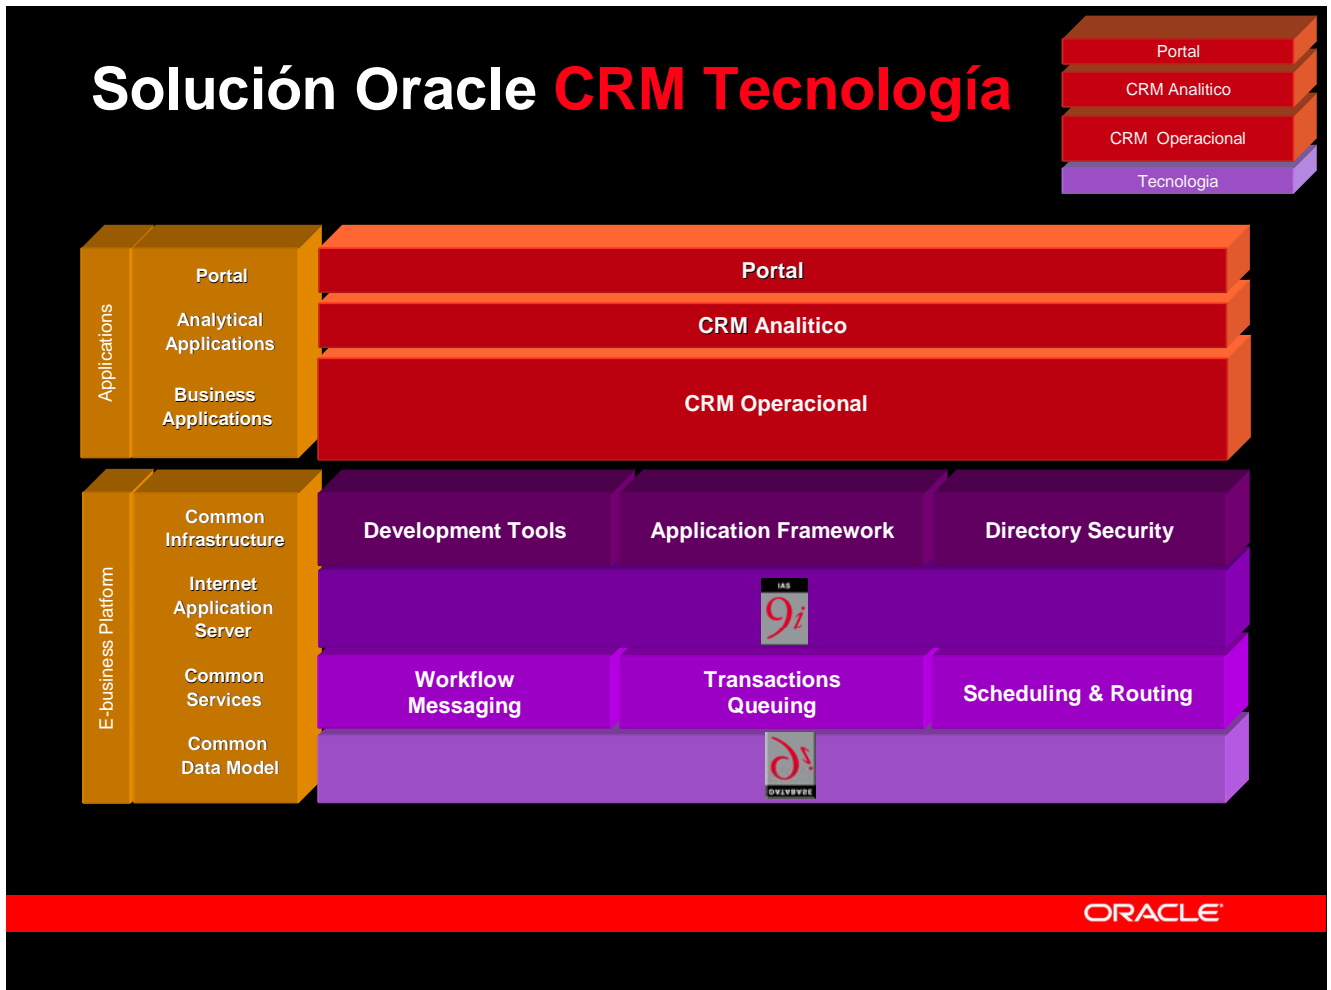 Solución Oracle CRM Tecnología
Portal
CRM Analitico
CRM Operacional
Tecnologia
Applications
Portal
Analytical
Applications
Business
Applications
Portal
CRM Analitico
CRM Operacional
E-business Platform
Common
Infrastructure
Internet
Application
Server
Common
Services
Common
Data Model
Development Tools
Application Framework
Directory Security
IAS
9i
Workflow
Messaging
Transactions
Queuing
Scheduling & Routing
9i
DATABASE
ORACLE